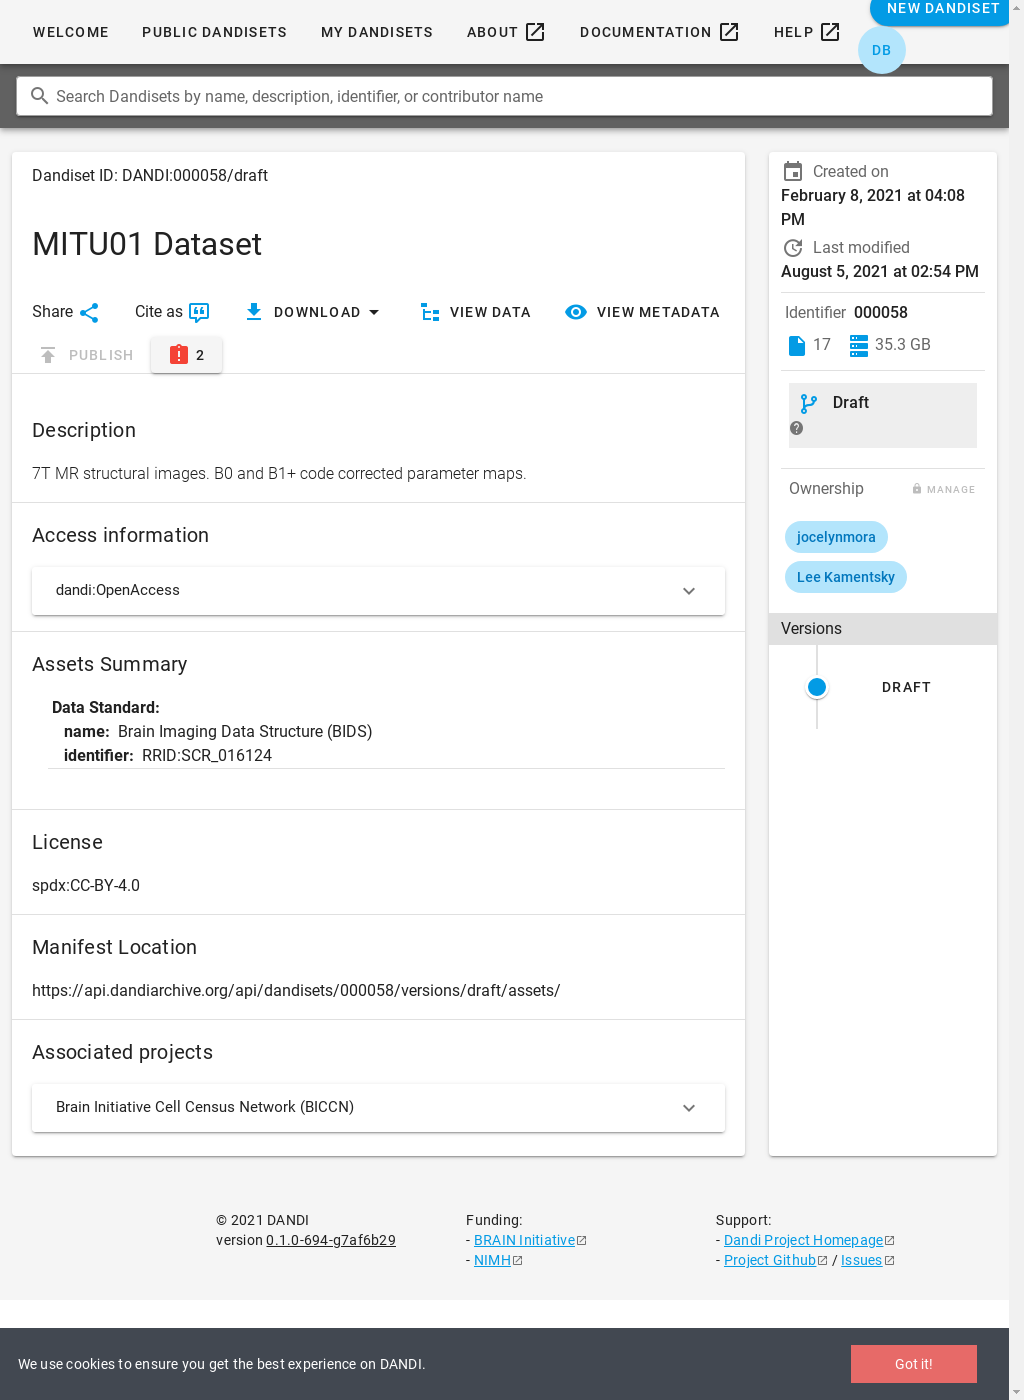 WELCOME PUBLIC DANDISETS MY DANDISETS ABOUT DOCUMENTATION HELP NEW DANDISET
DB
Search Dandisets by name, description, identifier, or contributor name
Dandiset ID: DANDI:000058/draft
MITU01 Dataset
Share Cite as DOWNLOAD VIEW DATA VIEW METADATA
PUBLISH 2
Description
7T MR structural images. B0 and B1+ code corrected parameter maps.
Access information
dandi:OpenAccess
Assets Summary
Data Standard:
name: Brain Imaging Data Structure (BIDS)
identifier: RRID:SCR_016124
License
spdx:CC-BY-4.0
Manifest Location
https://api.dandiarchive.org/api/dandisets/000058/versions/draft/assets/
Associated projects
Brain Initiative Cell Census Network (BICCN)
Created on
February 8, 2021 at 04:08
PM
Last modified
August 5, 2021 at 02:54 PM
Identifier 000058
17 35.3 GB
Draft
Ownership MANAGE
jocelynmora
Lee Kamentsky
Versions
DRAFT
© 2021 DANDI
version 0.1.0-694-g7af6b29
Funding:
- BRAIN Initiative
- NIMH
Support:
- Dandi Project Homepage
- Project Github / Issues
We use cookies to ensure you get the best experience on DANDI.
Got it!